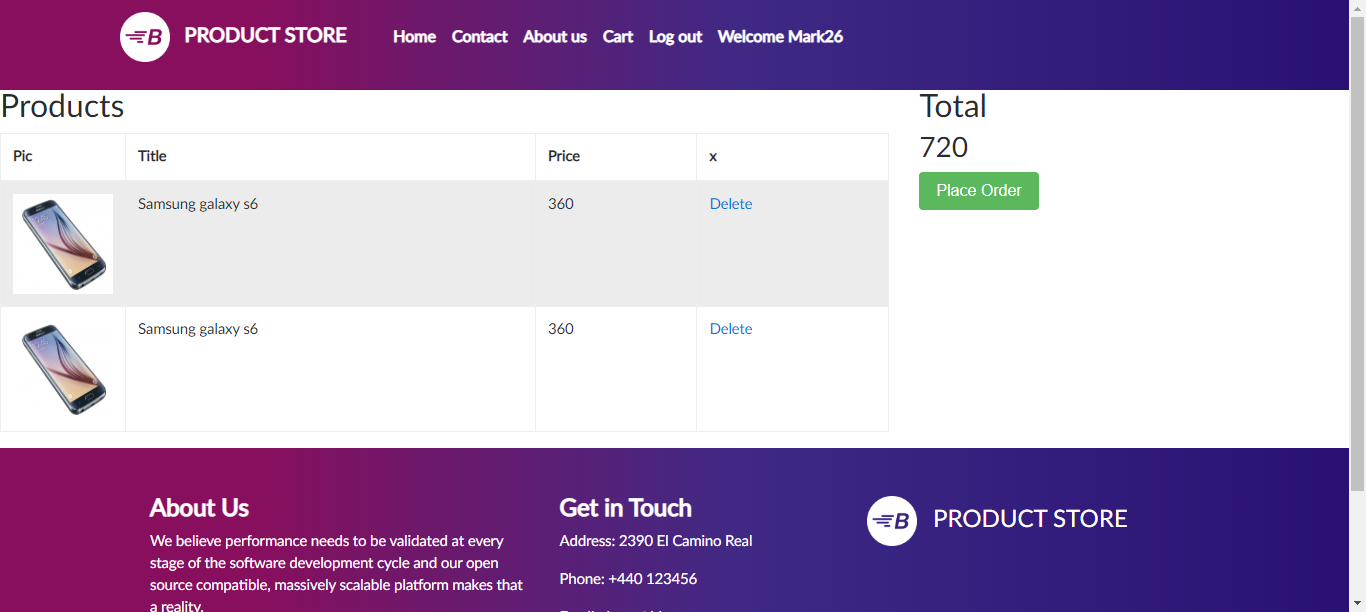 B PRODUCT STORE Home Contact About us Cart Log out Welcome Mark26
Products
Pic Title Price x
Samsung galaxy s6 360 Delete
Samsung galaxy s6 360 Delete
Total
720
Place Order
About Us
We believe performance needs to be validated at every
stage of the software development cycle and our open
source compatible, massively scalable platform makes that
a reality.
Get in Touch
Address: 2390 El Camino Real
Phone: +440 123456
B PRODUCT STORE